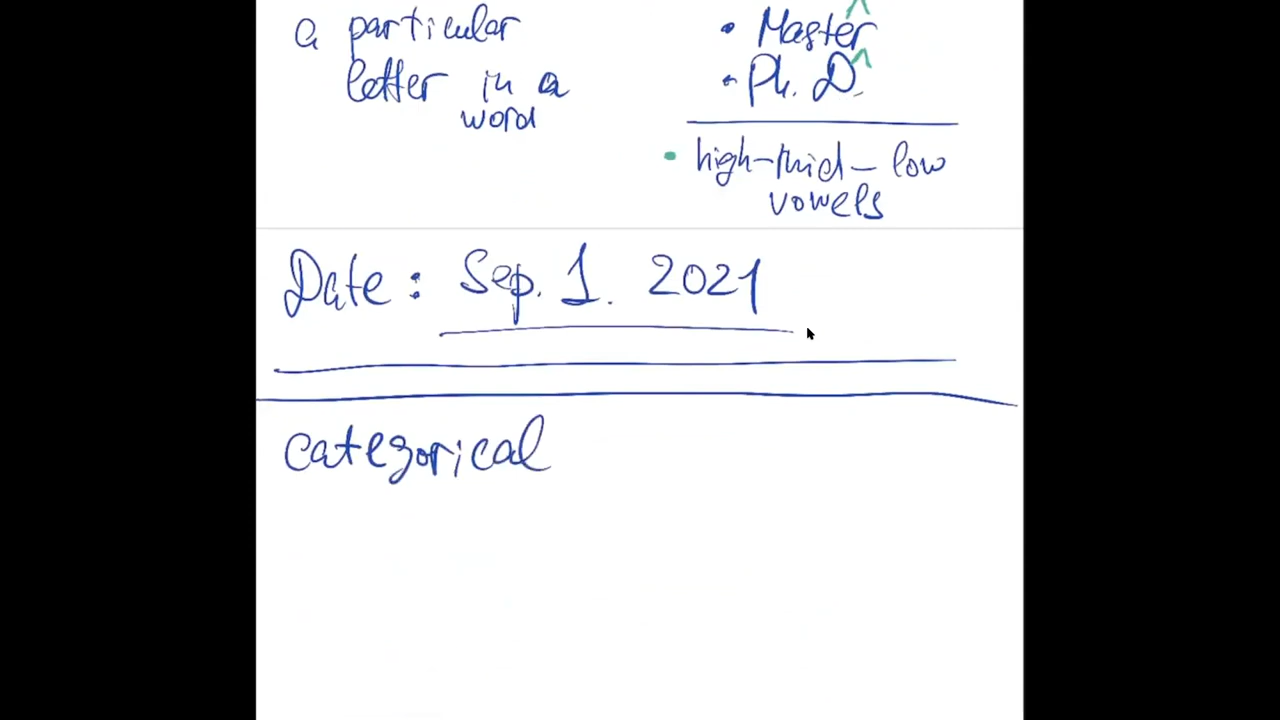 a particular
letter in a
word
• Master
• Ph. D.
• high-mid-low
vowels
Date: Sep. 1. 2021
categorical